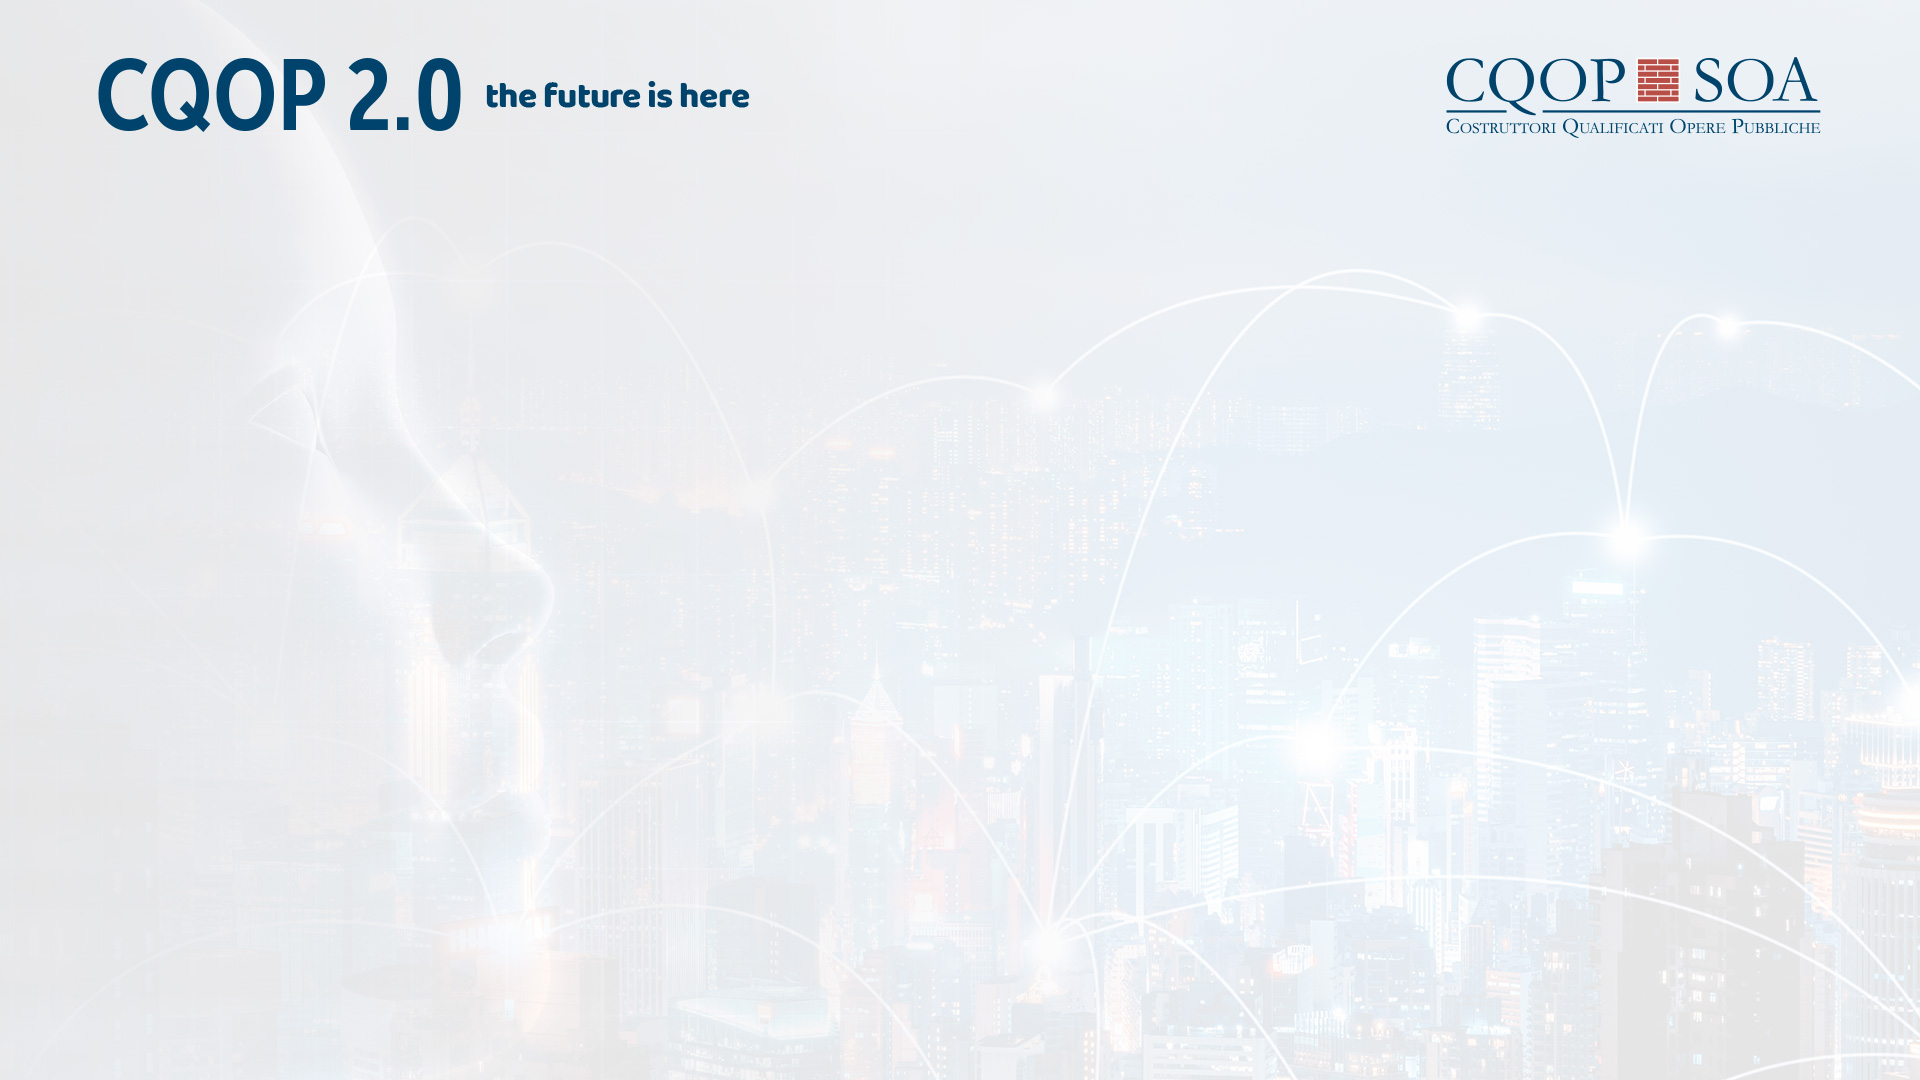 CQOP 2.0 the future is here
CQOP SOA
Costruttori Qualificati Opere Pubbliche